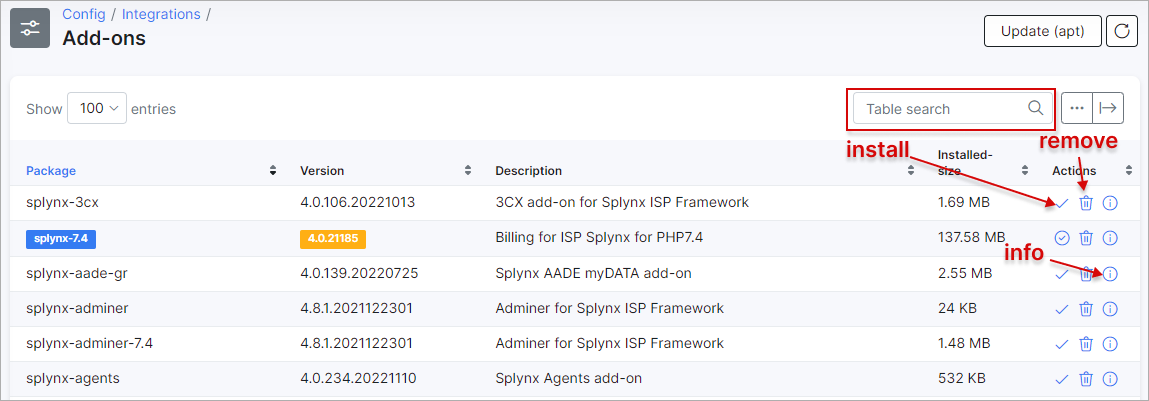 Config / Integrations /
Add-ons
Update (apt)
Show 100 entries
Table search
install
remove
Package Version Description Installed-size Actions
splynx-3cx 4.0.106.20221013 3CX add-on for Splynx ISP Framework 1.69 MB
splynx-7.4 4.0.21185 Billing for ISP Splynx for PHP7.4 137.58 MB
info
splynx-aade-gr 4.0.139.20220725 Splynx AADE myDATA add-on 2.55 MB
splynx-adminer 4.8.1.2021122301 Adminer for Splynx ISP Framework 24 KB
splynx-adminer-7.4 4.8.1.2021122301 Adminer for Splynx ISP Framework 1.48 MB
splynx-agents 4.0.234.20221110 Splynx Agents add-on 532 KB